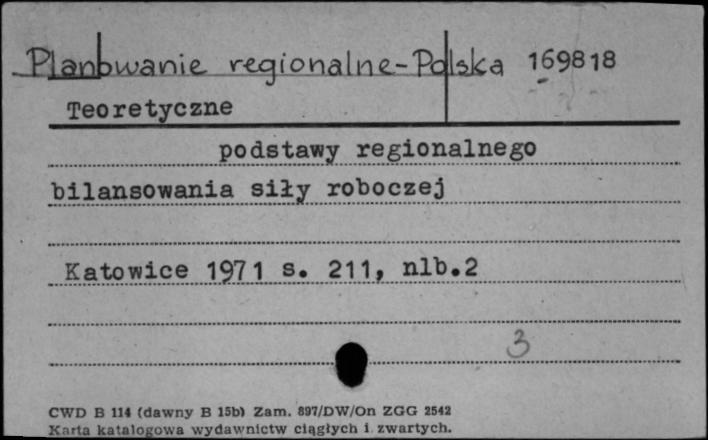 Planowanie regionalne-Polska 169818
Teoretyczne
podstawy regionalnego
bilansowania siły roboczej
Katowice 1971 s. 211, nlb.2
3
CWD B 114 (dawny B 15b) Zam. 897/DW/On ZGG 2542
Karta katalogowa wydawnictw ciągłych i zwartych.